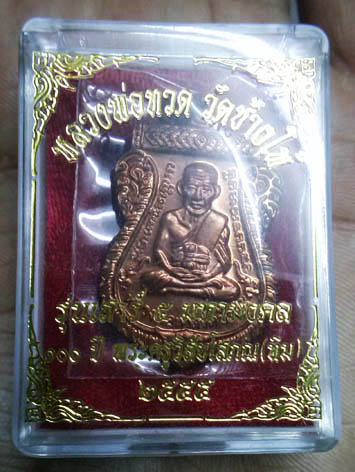 หลวงพ่อทวด วัดช้างให้
รุ่นเสาร์ ๕ มหามงคล
๑๐๐ ปี พระครูวิสัยโสภณ(ทิม)
๒๕๕๕